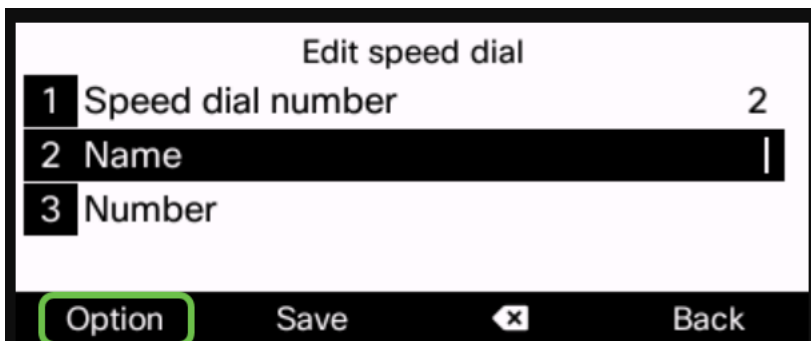 Edit speed dial
1 Speed dial number 2
2 Name
3 Number
Option Save Back